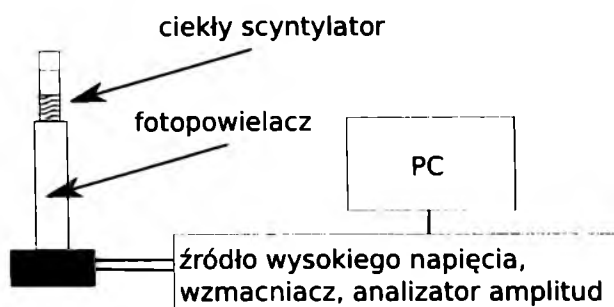 ciekły scyntylator
fotopowielacz
PC
źródło wysokiego napięcia,
wzmacniacz, analizator amplitud